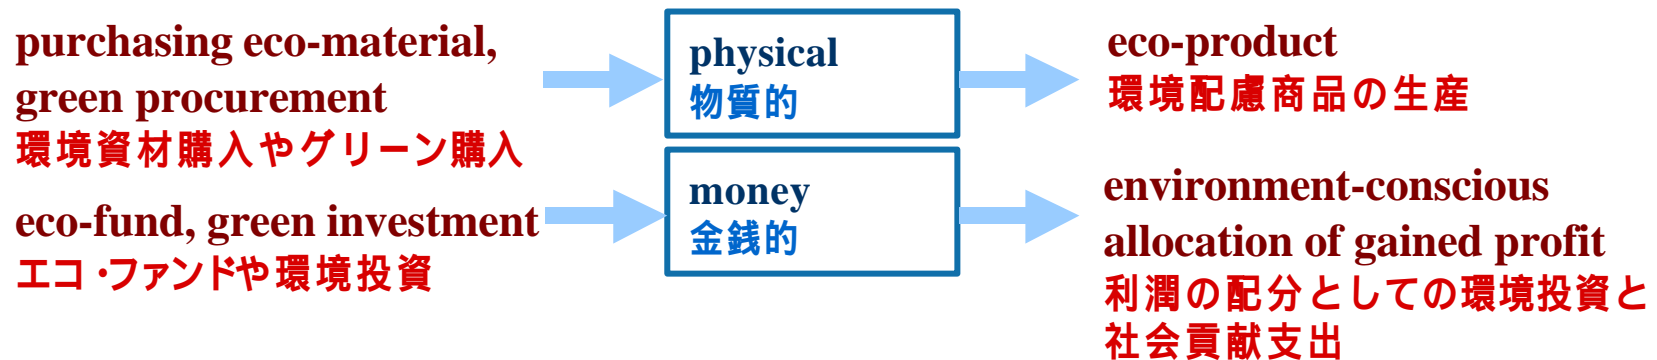 purchasing eco-material,
green procurement
環境資材購入やグリーン購入
physical
物質的
eco-product
環境配慮商品の生産
eco-fund, green investment
エコ・ファンドや環境投資
money
金銭的
environment-conscious
allocation of gained profit
利潤の配分としての環境投資と
社会貢献支出